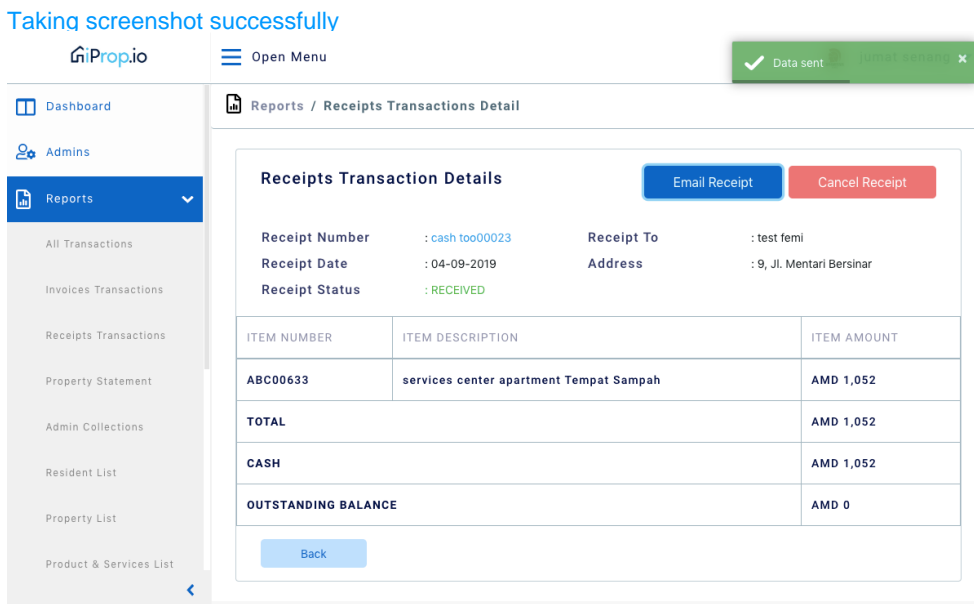 Taking screenshot successfully
iProp.io
Open Menu
Data sent
jumat seneng
×
Dashboard
Reports / Receipts Transactions Detail
Admins
Receipts Transaction Details
Email Receipt
Cancel Receipt
Reports
All Transactions
Invoices Transactions
Receipts Transactions
Property Statement
Admin Collections
Resident List
Property List
Product & Services List
Receipt Number : cash too00023 Receipt To : test femi
Receipt Date : 04-09-2019 Address : 9, Jl. Mentari Bersinar
Receipt Status : RECEIVED
ITEM NUMBER ITEM DESCRIPTION ITEM AMOUNT
ABC00633 services center apartment Tempat Sampah AMD 1,052
TOTAL AMD 1,052
CASH AMD 1,052
OUTSTANDING BALANCE AMD 0
Back